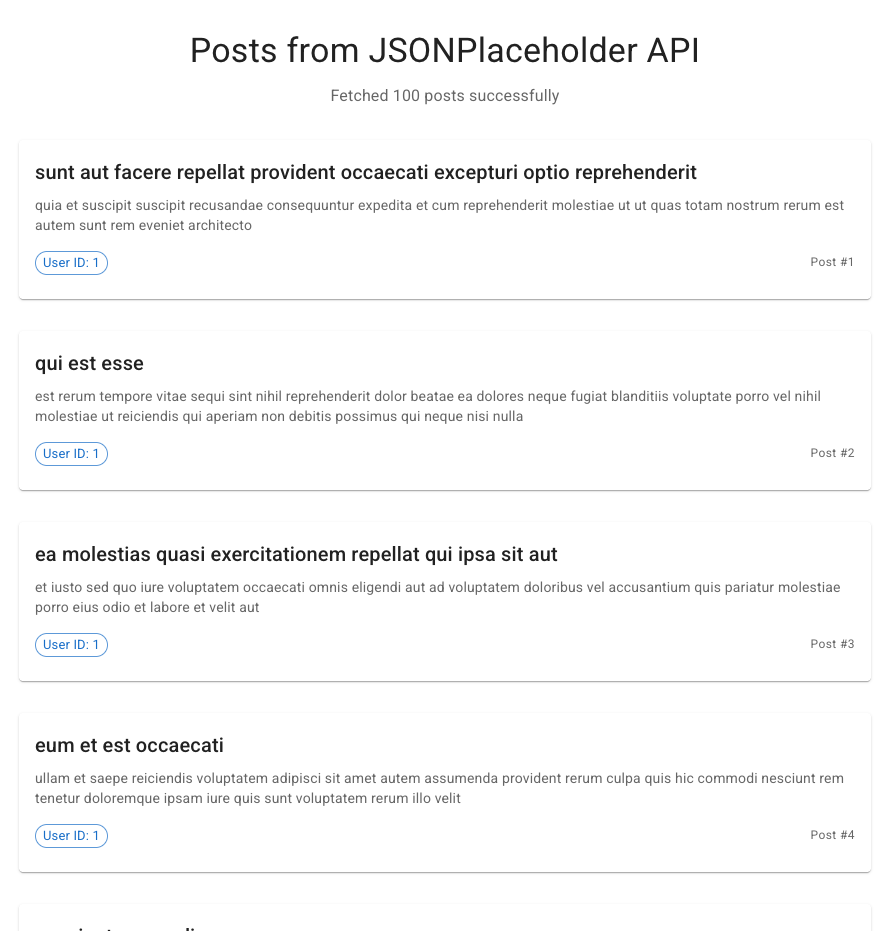 Posts from JSONPlaceholder API
Fetched 100 posts successfully
sunt aut facere repellat provident occaecati excepturi optio reprehenderit
quia et suscipit suscipit recusandae consequuntur expedita et cum reprehenderit molestiae ut ut quas totam nostrum rerum est
autem sunt rem eveniet architecto
User ID: 1
Post #1
qui est esse
est rerum tempore vitae sequi sint nihil reprehenderit dolor beatae ea dolores neque fugiat blanditiis voluptate porro vel nihil
molestiae ut reiciendis qui aperiam non debitis possimus qui neque nisi nulla
User ID: 1
Post #2
ea molestias quasi exercitationem repellat qui ipsa sit aut
et iusto sed quo iure voluptatem occaecati omnis eligendi aut ad voluptatem doloribus vel accusantium quis pariatur molestiae
porro eius odio et labore et velit aut
User ID: 1
Post #3
eum et est occaecati
ullam et saepe reiciendis voluptatem adipisci sit amet autem assumenda provident rerum culpa quis hic commodi nesciunt rem
tenetur doloremque ipsam iure quis sunt voluptatem rerum illo velit
User ID: 1
Post #4